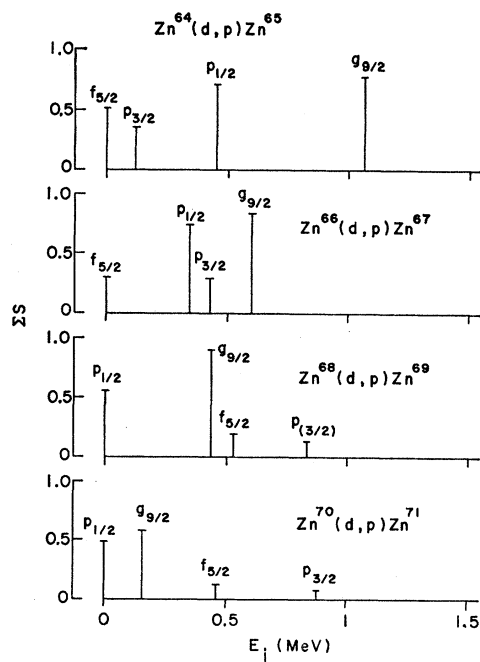 Zn⁶⁴(d,p)Zn⁶⁵
1.0
0.5
0
f5/2
p3/2
p1/2
g9/2
Zn⁶⁶(d,p)Zn⁶⁷
1.0
0.5
0
f5/2
p1/2
p3/2
g9/2
ΣS
Zn⁶⁸(d,p)Zn⁶⁹
1.0
0.5
0
p1/2
g9/2
f5/2
p(3/2)
Zn⁷⁰(d,p)Zn⁷¹
1.0
0.5
0
p1/2
g9/2
f5/2
p3/2
0 0.5 1 1.5
Ej (MeV)